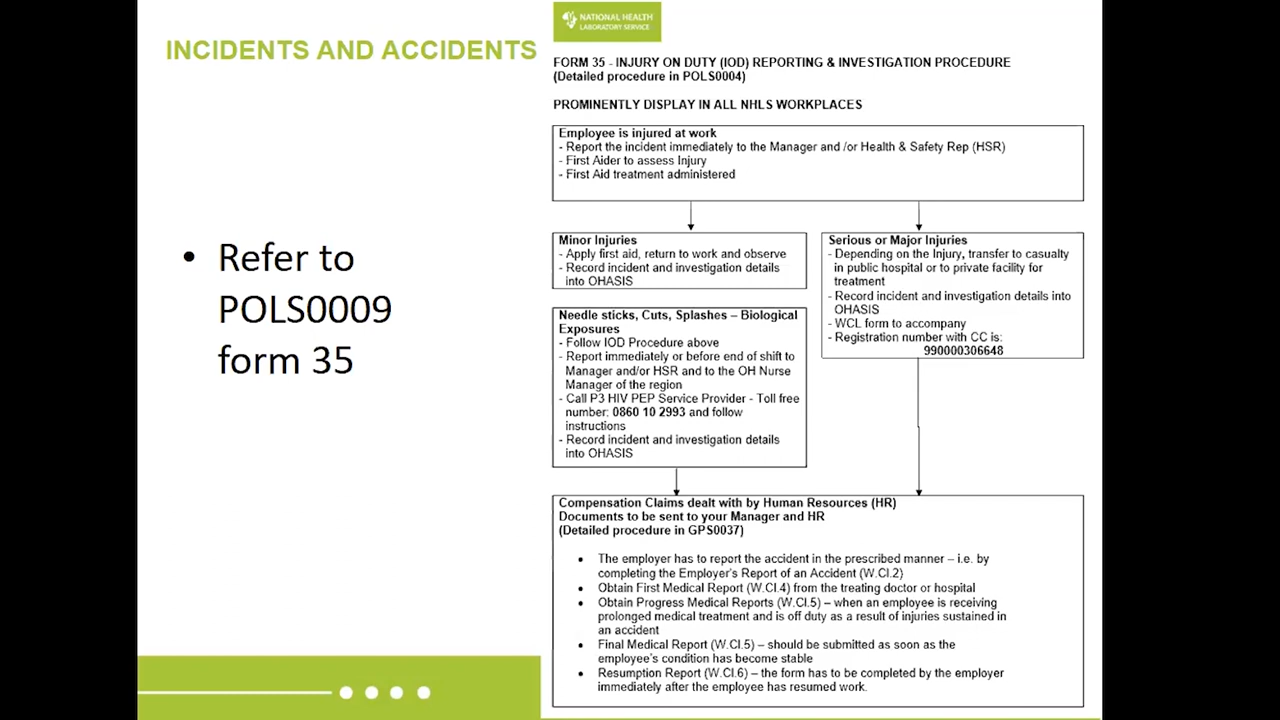 INCIDENTS AND ACCIDENTS
• Refer to
POLS0009
form 35
NATIONAL HEALTH
LABORATORY SERVICE
FORM 35 - INJURY ON DUTY (IOD) REPORTING & INVESTIGATION PROCEDURE
(Detailed procedure in POLS0004)
PROMINENTLY DISPLAY IN ALL NHLS WORKPLACES
Employee is injured at work
- Report the incident immediately to the Manager and /or Health & Safety Rep (HSR)
- First Aider to assess Injury
- First Aid treatment administered
Minor Injuries
- Apply first aid, return to work and observe
- Record incident and investigation details
into OHASIS
Needle sticks, Cuts, Splashes – Biological
Exposures
- Follow IOD Procedure above
- Report immediately or before end of shift to
Manager and/or HSR and to the OH Nurse
Manager of the region
- Call P3 HIV PEP Service Provider - Toll free
number: 0860 10 2993 and follow
instructions
- Record incident and investigation details
into OHASIS
Serious or Major Injuries
- Depending on the Injury, transfer to casualty
in public hospital or to private facility for
treatment
- Record incident and investigation details into
OHASIS
- WCL form to accompany
- Registration number with CC is:
990000306648
Compensation Claims dealt with by Human Resources (HR)
Documents to be sent to your Manager and HR
(Detailed procedure in GPS0037)
• The employer has to report the accident in the prescribed manner – i.e. by
completing the Employer's Report of an Accident (W.Cl.2)
• Obtain First Medical Report (W.Cl.4) from the treating doctor or hospital
• Obtain Progress Medical Reports (W.Cl.5) – when an employee is receiving
prolonged medical treatment and is off duty as a result of injuries sustained in
an accident
• Final Medical Report (W.Cl.5) – should be submitted as soon as the
employee's condition has become stable
• Resumption Report (W.Cl.6) – the form has to be completed by the employer
immediately after the employee has resumed work.